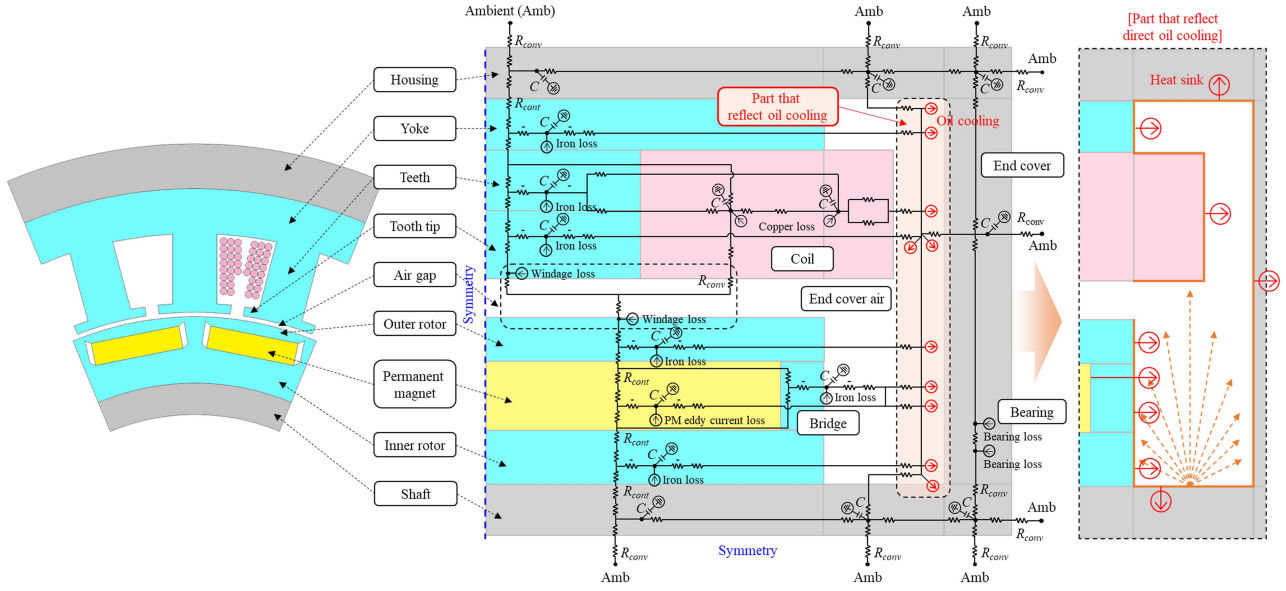 Ambient (Amb)
Amb
Amb
[Part that reflect
direct oil cooling]
R_conv
R_conv
R_conv
Amb
Housing
C
C
C
R_conv
Heat sink
R_cont
Part that
reflect oil cooling
Oil cooling
Yoke
C
Iron loss
End cover
Teeth
C
Iron loss
C
C
Copper loss
R_conv
Tooth tip
C
Iron loss
C
Amb
Coil
Air gap
Windage loss
R_conv
End cover air
Symmetry
Outer rotor
Windage loss
C
Iron loss
Permanent
magnet
R_cont
C
Iron loss
C
PM eddy current loss
Bridge
Bearing
Bearing loss
Inner rotor
R_cont
C
Iron loss
Bearing loss
Shaft
R_cont
R_conv
C
C
C
Amb
R_conv
Symmetry
R_conv
R_conv
R_conv
Amb
Amb
Amb